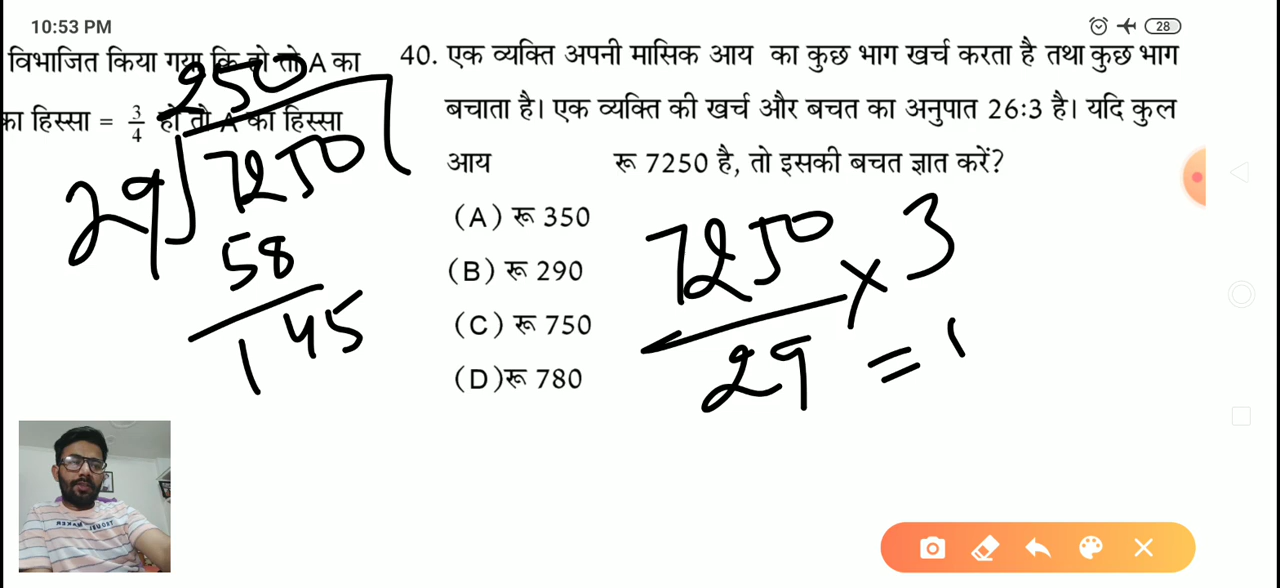 10:53 PM
28
विभाजित किया गया कि हो तो A का
का हिस्सा = 3/4 हो तो A का हिस्सा
40. एक व्यक्ति अपनी मासिक आय का कुछ भाग खर्च करता है तथा कुछ भाग
बचाता है। एक व्यक्ति की खर्च और बचत का अनुपात 26:3 है। यदि कुल
आय रू 7250 है, तो इसकी बचत ज्ञात करें?
(A) रू 350
(B) रू 290
(C) रू 750
(D)रू 780
250
29 7250
58
145
7250 × 3
29 =